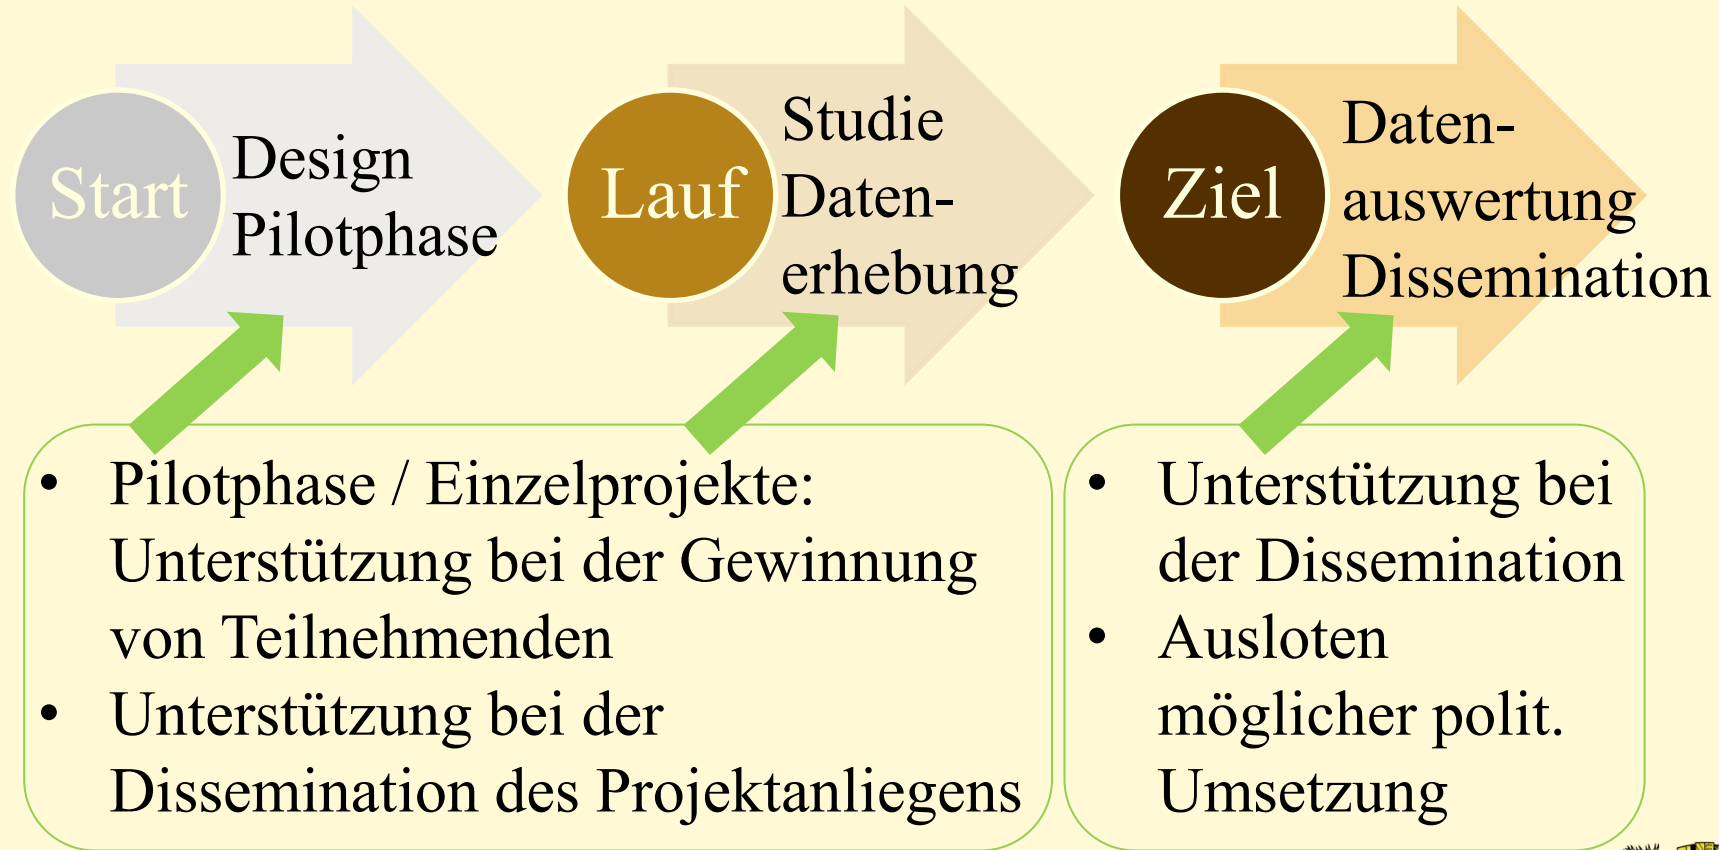 Start
Design
Pilotphase
Lauf
Studie
Daten-
erhebung
Ziel
Daten-
auswertung
Dissemination
• Pilotphase / Einzelprojekte:
Unterstützung bei der Gewinnung
von Teilnehmenden
• Unterstützung bei der
Dissemination des Projektanliegens
• Unterstützung bei
der Dissemination
• Ausloten
möglicher polit.
Umsetzung